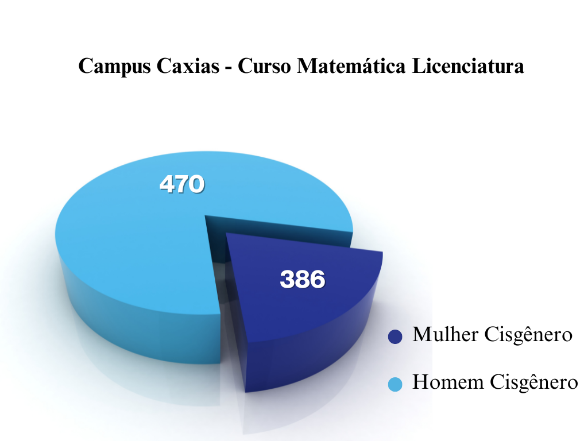 Campus Caxias - Curso Matemática Licenciatura
470
386
Mulher Cisgênero
Homem Cisgênero